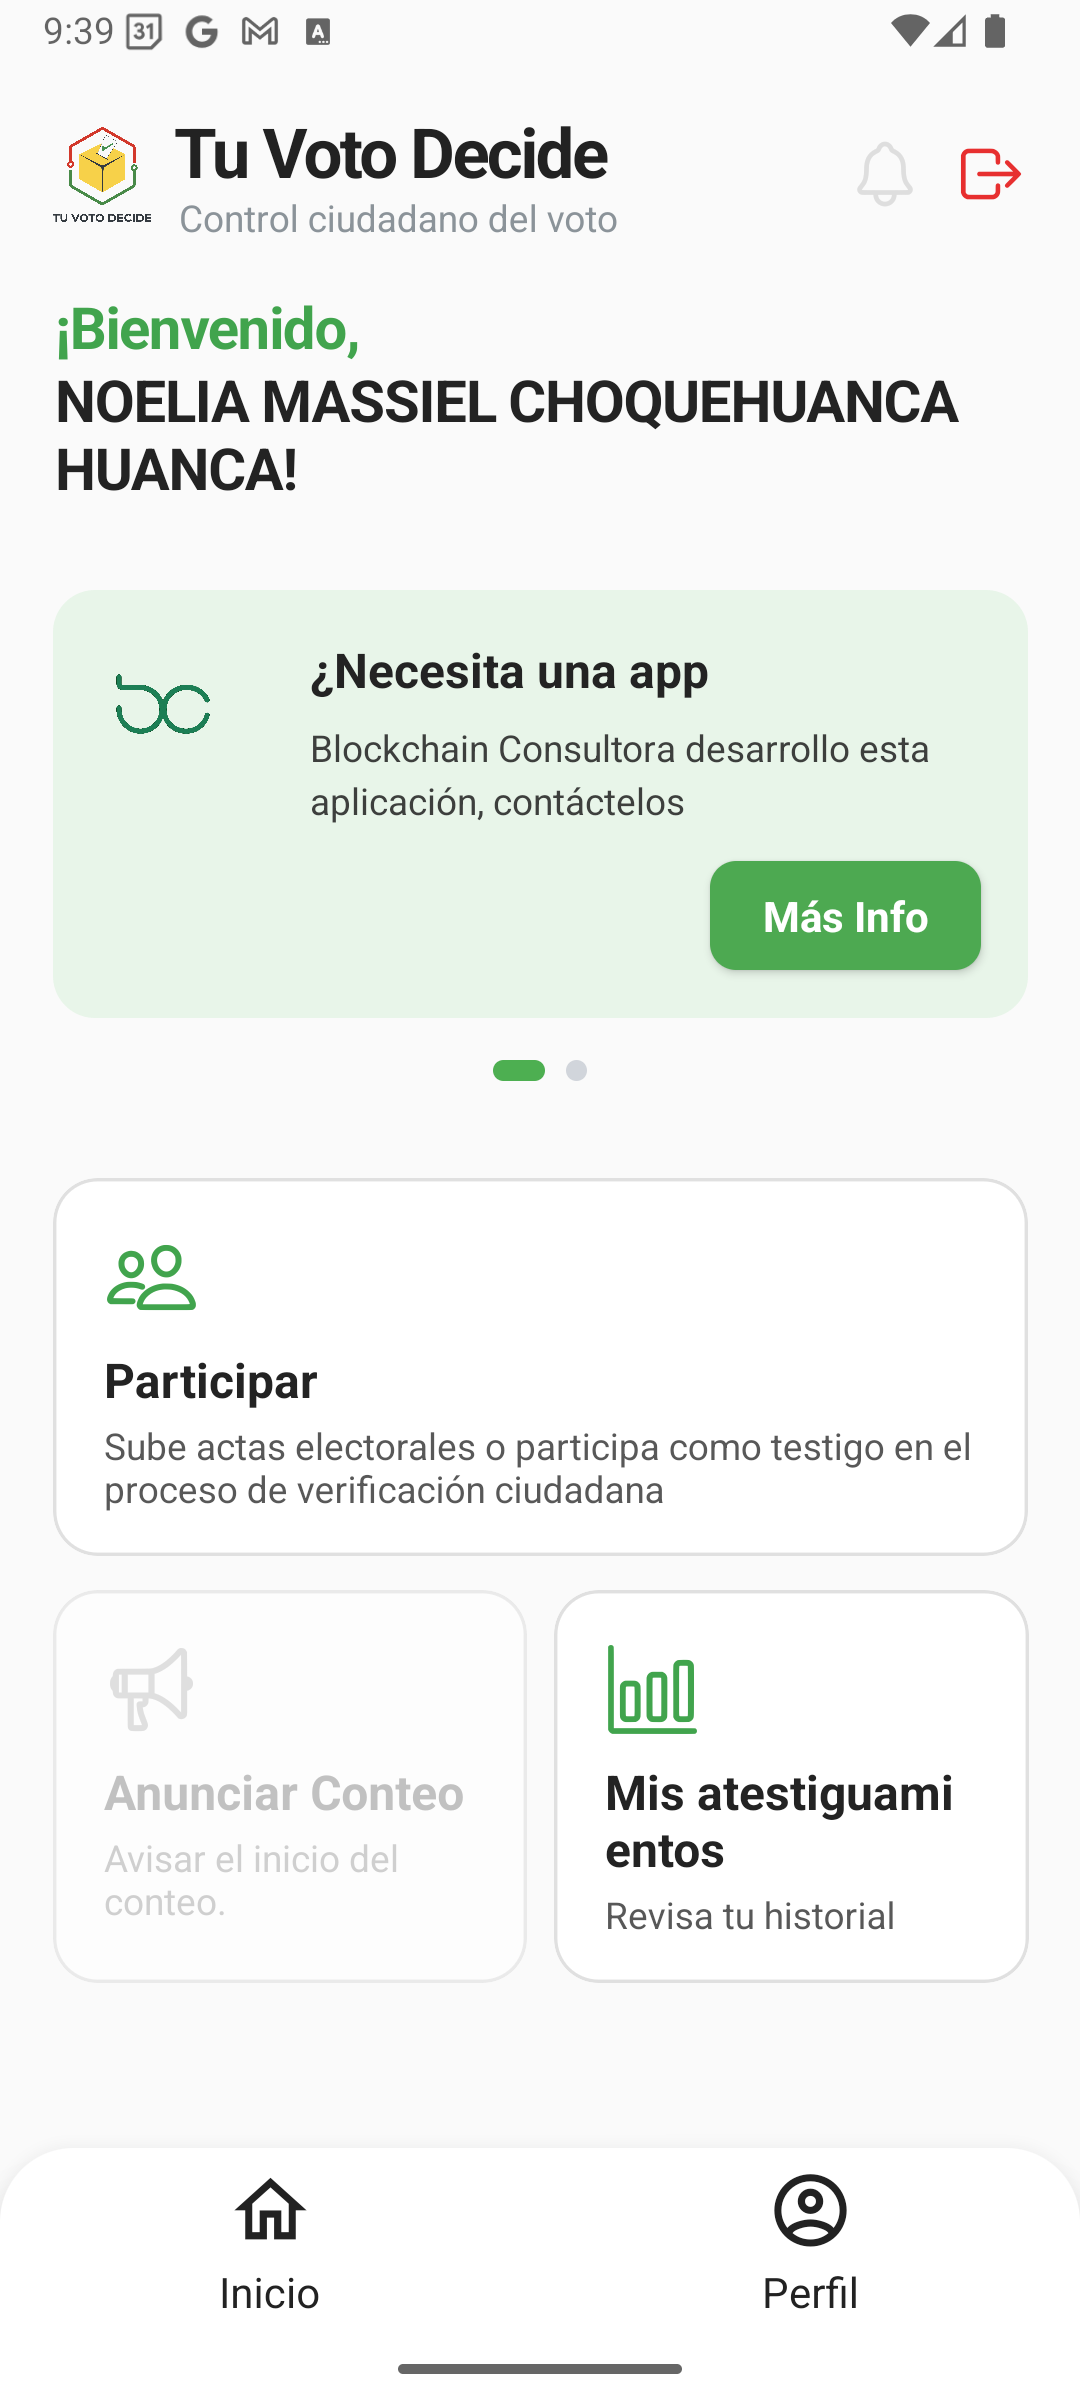 9:39
31
G
M
A
Tu Voto Decide
TU VOTO DECIDE
Control ciudadano del voto
¡Bienvenido,
NOELIA MASSIEL CHOQUEHUANCA
HUANCA!
¿Necesita una app
Blockchain Consultora desarrollo esta
aplicación, contáctelos
Más Info
Participar
Sube actas electorales o participa como testigo en el
proceso de verificación ciudadana
Anunciar Conteo
Avisar el inicio del
conteo.
Mis atestiguami
entos
Revisa tu historial
Inicio
Perfil